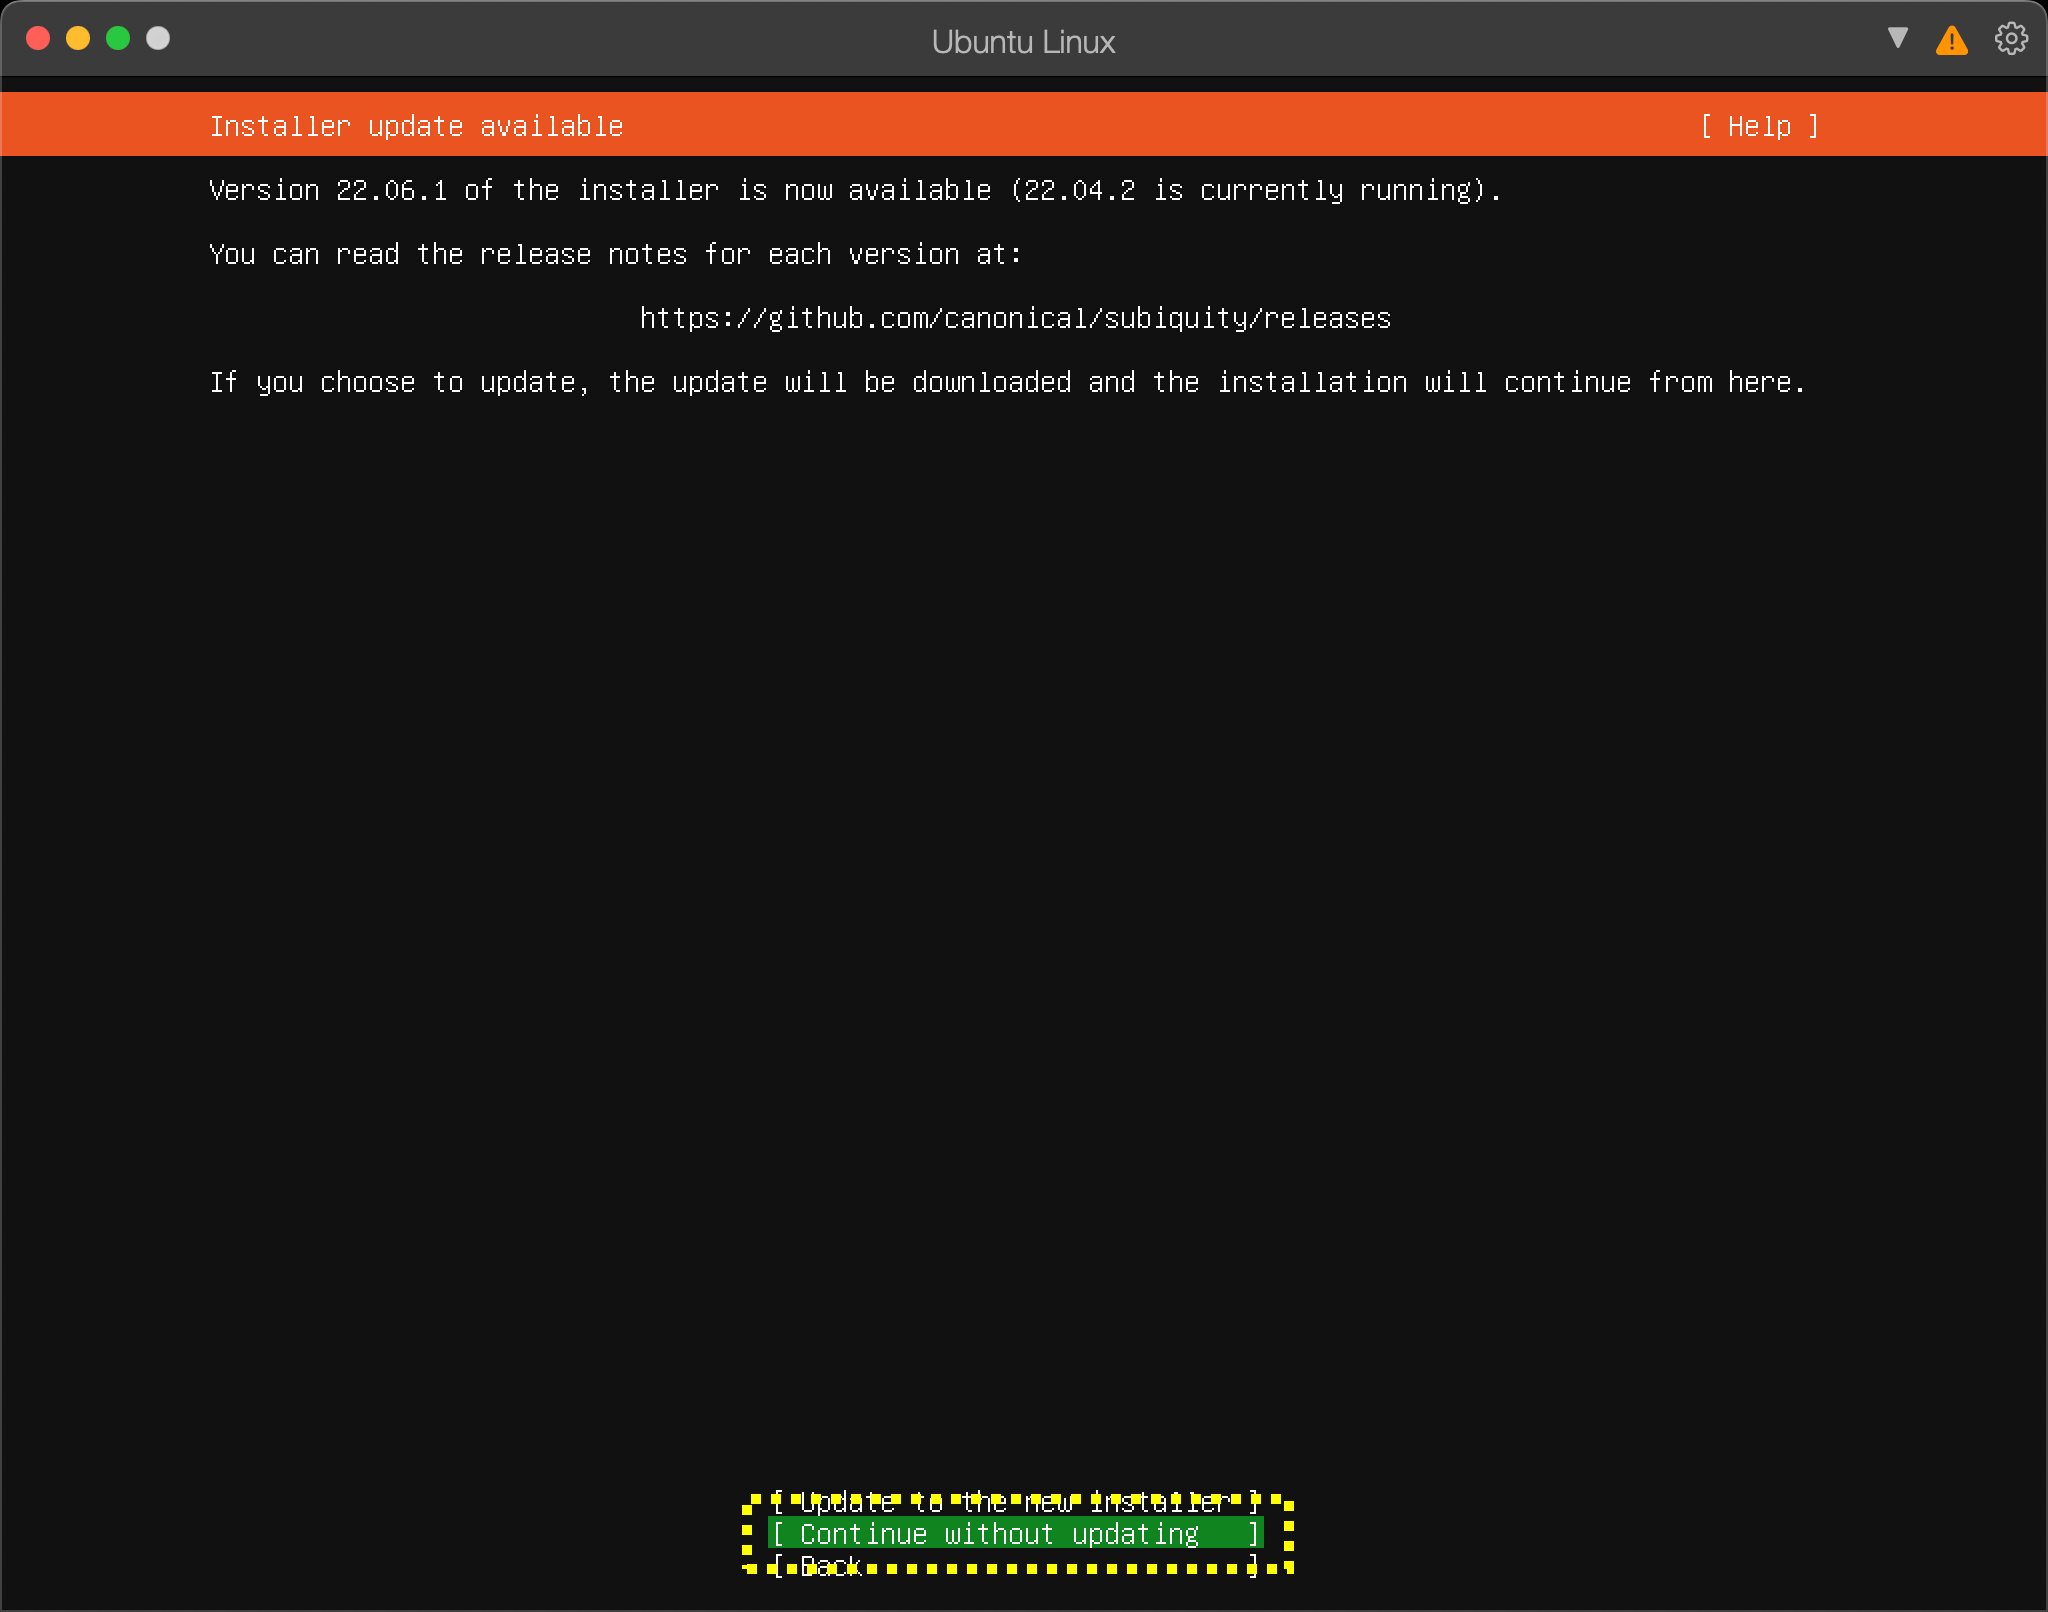 Ubuntu Linux
Installer update available [ Help ]
Version 22.06.1 of the installer is now available (22.04.2 is currently running).
You can read the release notes for each version at:
https://github.com/canonical/subiquity/releases
If you choose to update, the update will be downloaded and the installation will continue from here.
[ Update to the new installer ]
[ Continue without updating ]
[ Back ]